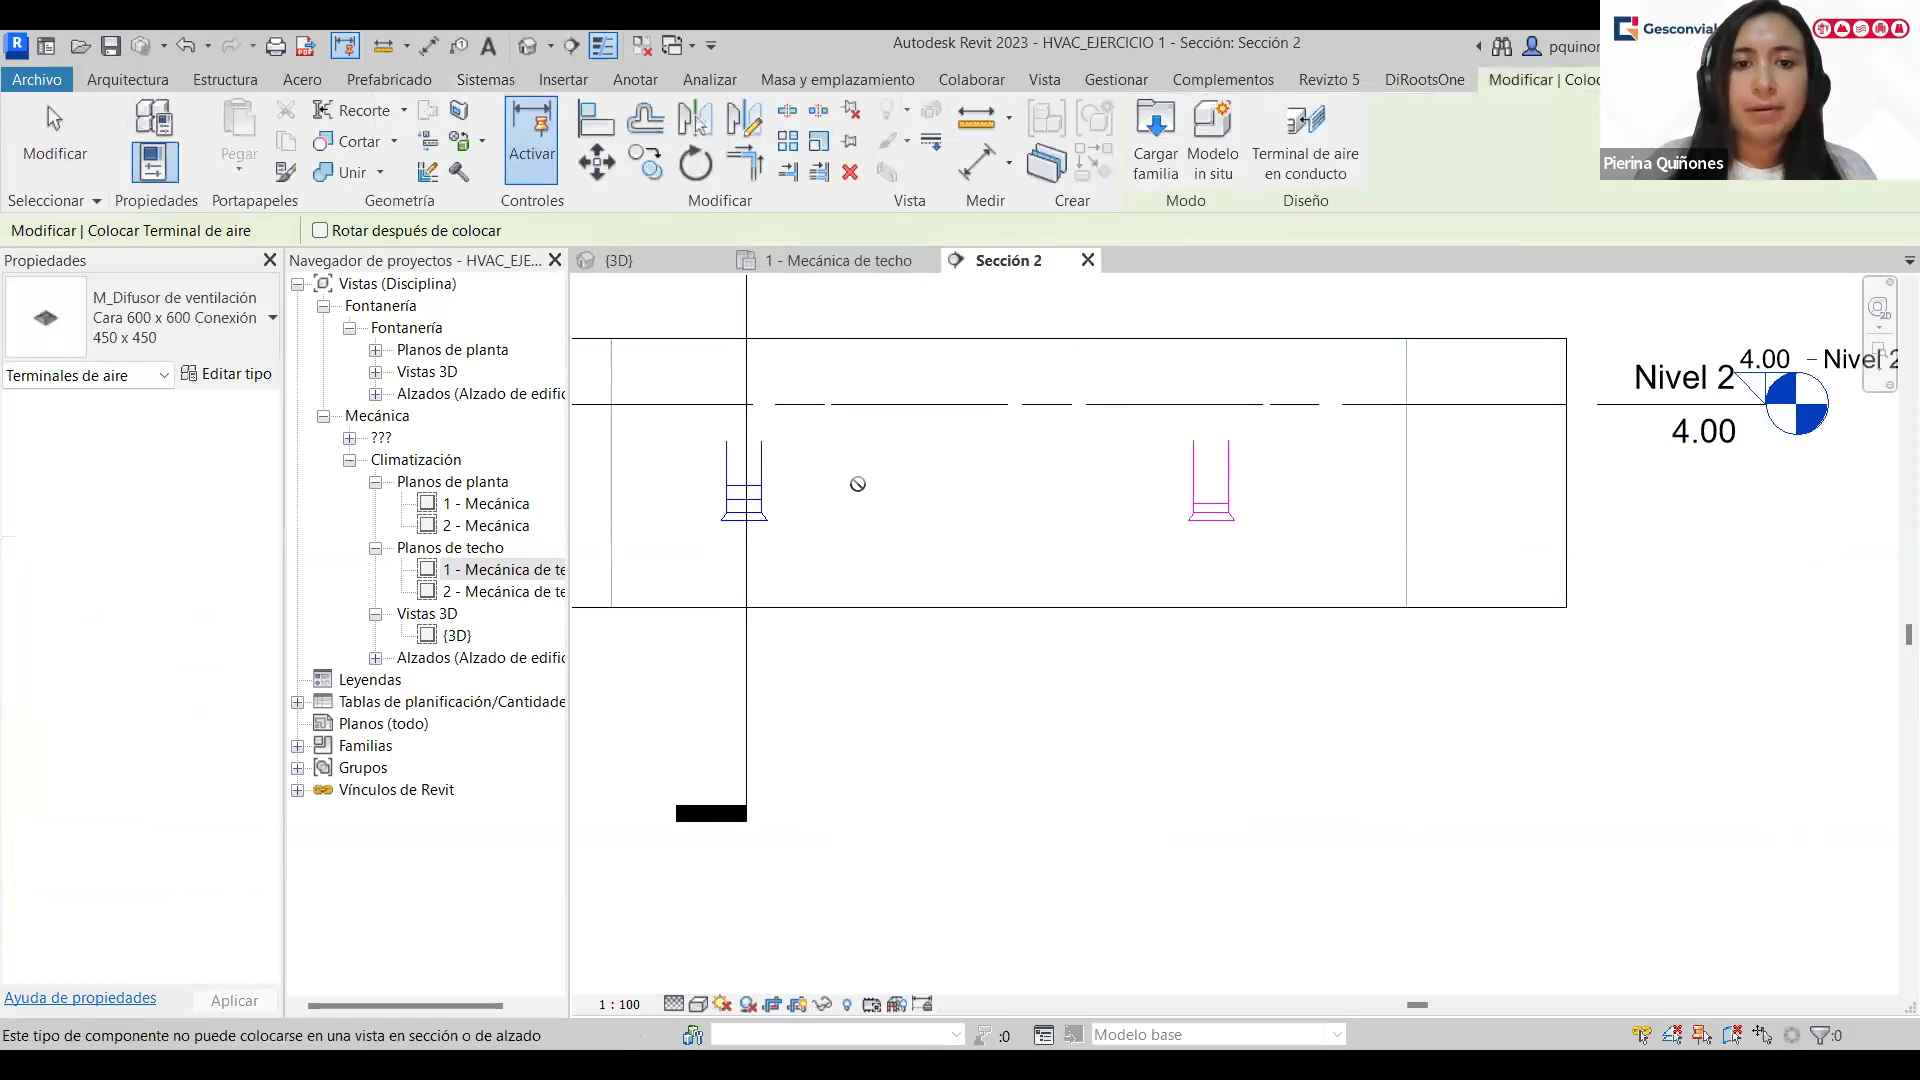 Autodesk Revit 2023 - HVAC_EJERCICIO 1 - Sección: Sección 2
pquinor
Gesconvial
Archivo
Arquitectura
Estructura
Acero
Prefabricado
Sistemas
Insertar
Anotar
Analizar
Masa y emplazamiento
Colaborar
Vista
Gestionar
Complementos
Revizto 5
DiRootsOne
Modificar | Coloc
Modificar
Pegar
Recorte
Cortar
Unir
Activar
Cargar
familia
Modelo
in situ
Terminal de aire
en conducto
Pierina Quiñones
Seleccionar
Propiedades
Portapapeles
Geometría
Controles
Modificar
Vista
Medir
Crear
Modo
Diseño
Modificar | Colocar Terminal de aire
Rotar después de colocar
Propiedades
M_Difusor de ventilación
Cara 600 x 600 Conexión
450 x 450
Terminales de aire
Editar tipo
Ayuda de propiedades
Aplicar
Navegador de proyectos - HVAC_EJE...
Vistas (Disciplina)
Fontanería
Fontanería
Planos de planta
Vistas 3D
Alzados (Alzado de edific
Mecánica
???
Climatización
Planos de planta
1 - Mecánica
2 - Mecánica
Planos de techo
1 - Mecánica de te
2 - Mecánica de te
Vistas 3D
{3D}
Alzados (Alzado de edific
Leyendas
Tablas de planificación/Cantidade
Planos (todo)
Familias
Grupos
Vínculos de Revit
{3D}
1 - Mecánica de techo
Sección 2
4.00 - Nivel 2
Nivel 2
4.00
2D
1 : 100
Este tipo de componente no puede colocarse en una vista en sección o de alzado
:0
Modelo base
:0